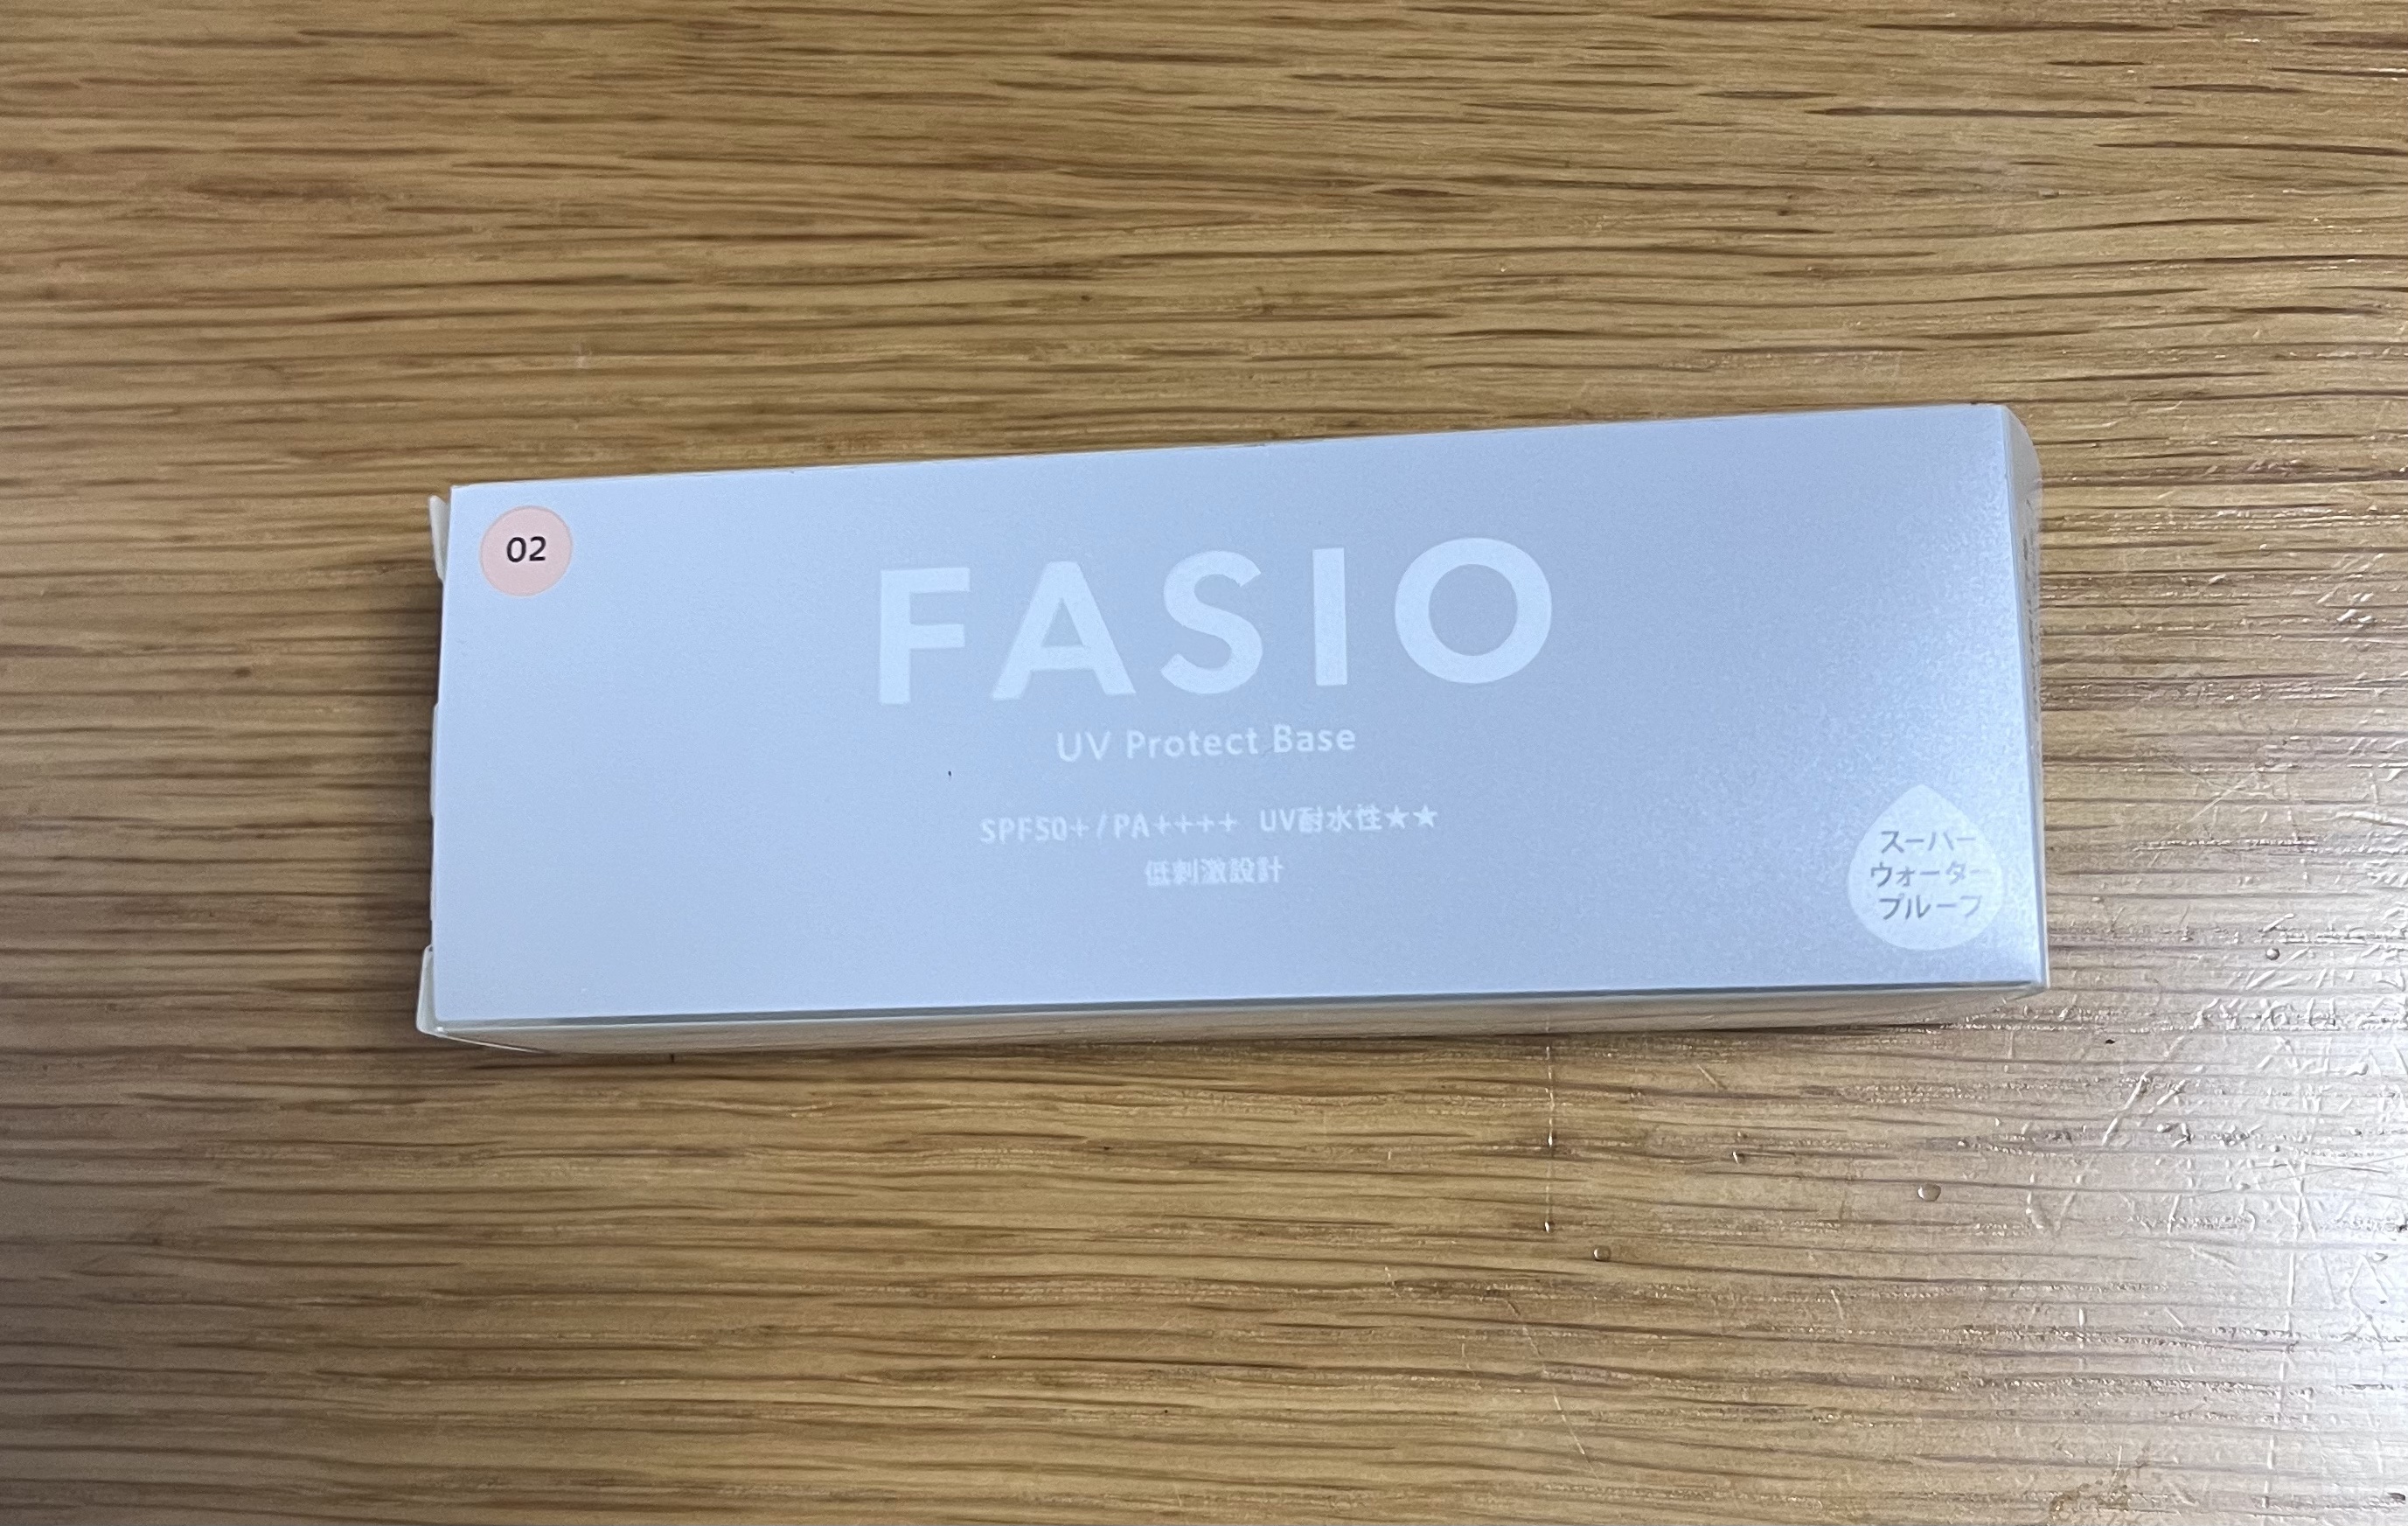 02
FASIO
UV Protect Base
SPF50+/PA++++ UV耐水性★★
低刺激設計
スーパー
ウォーター
プルーフ